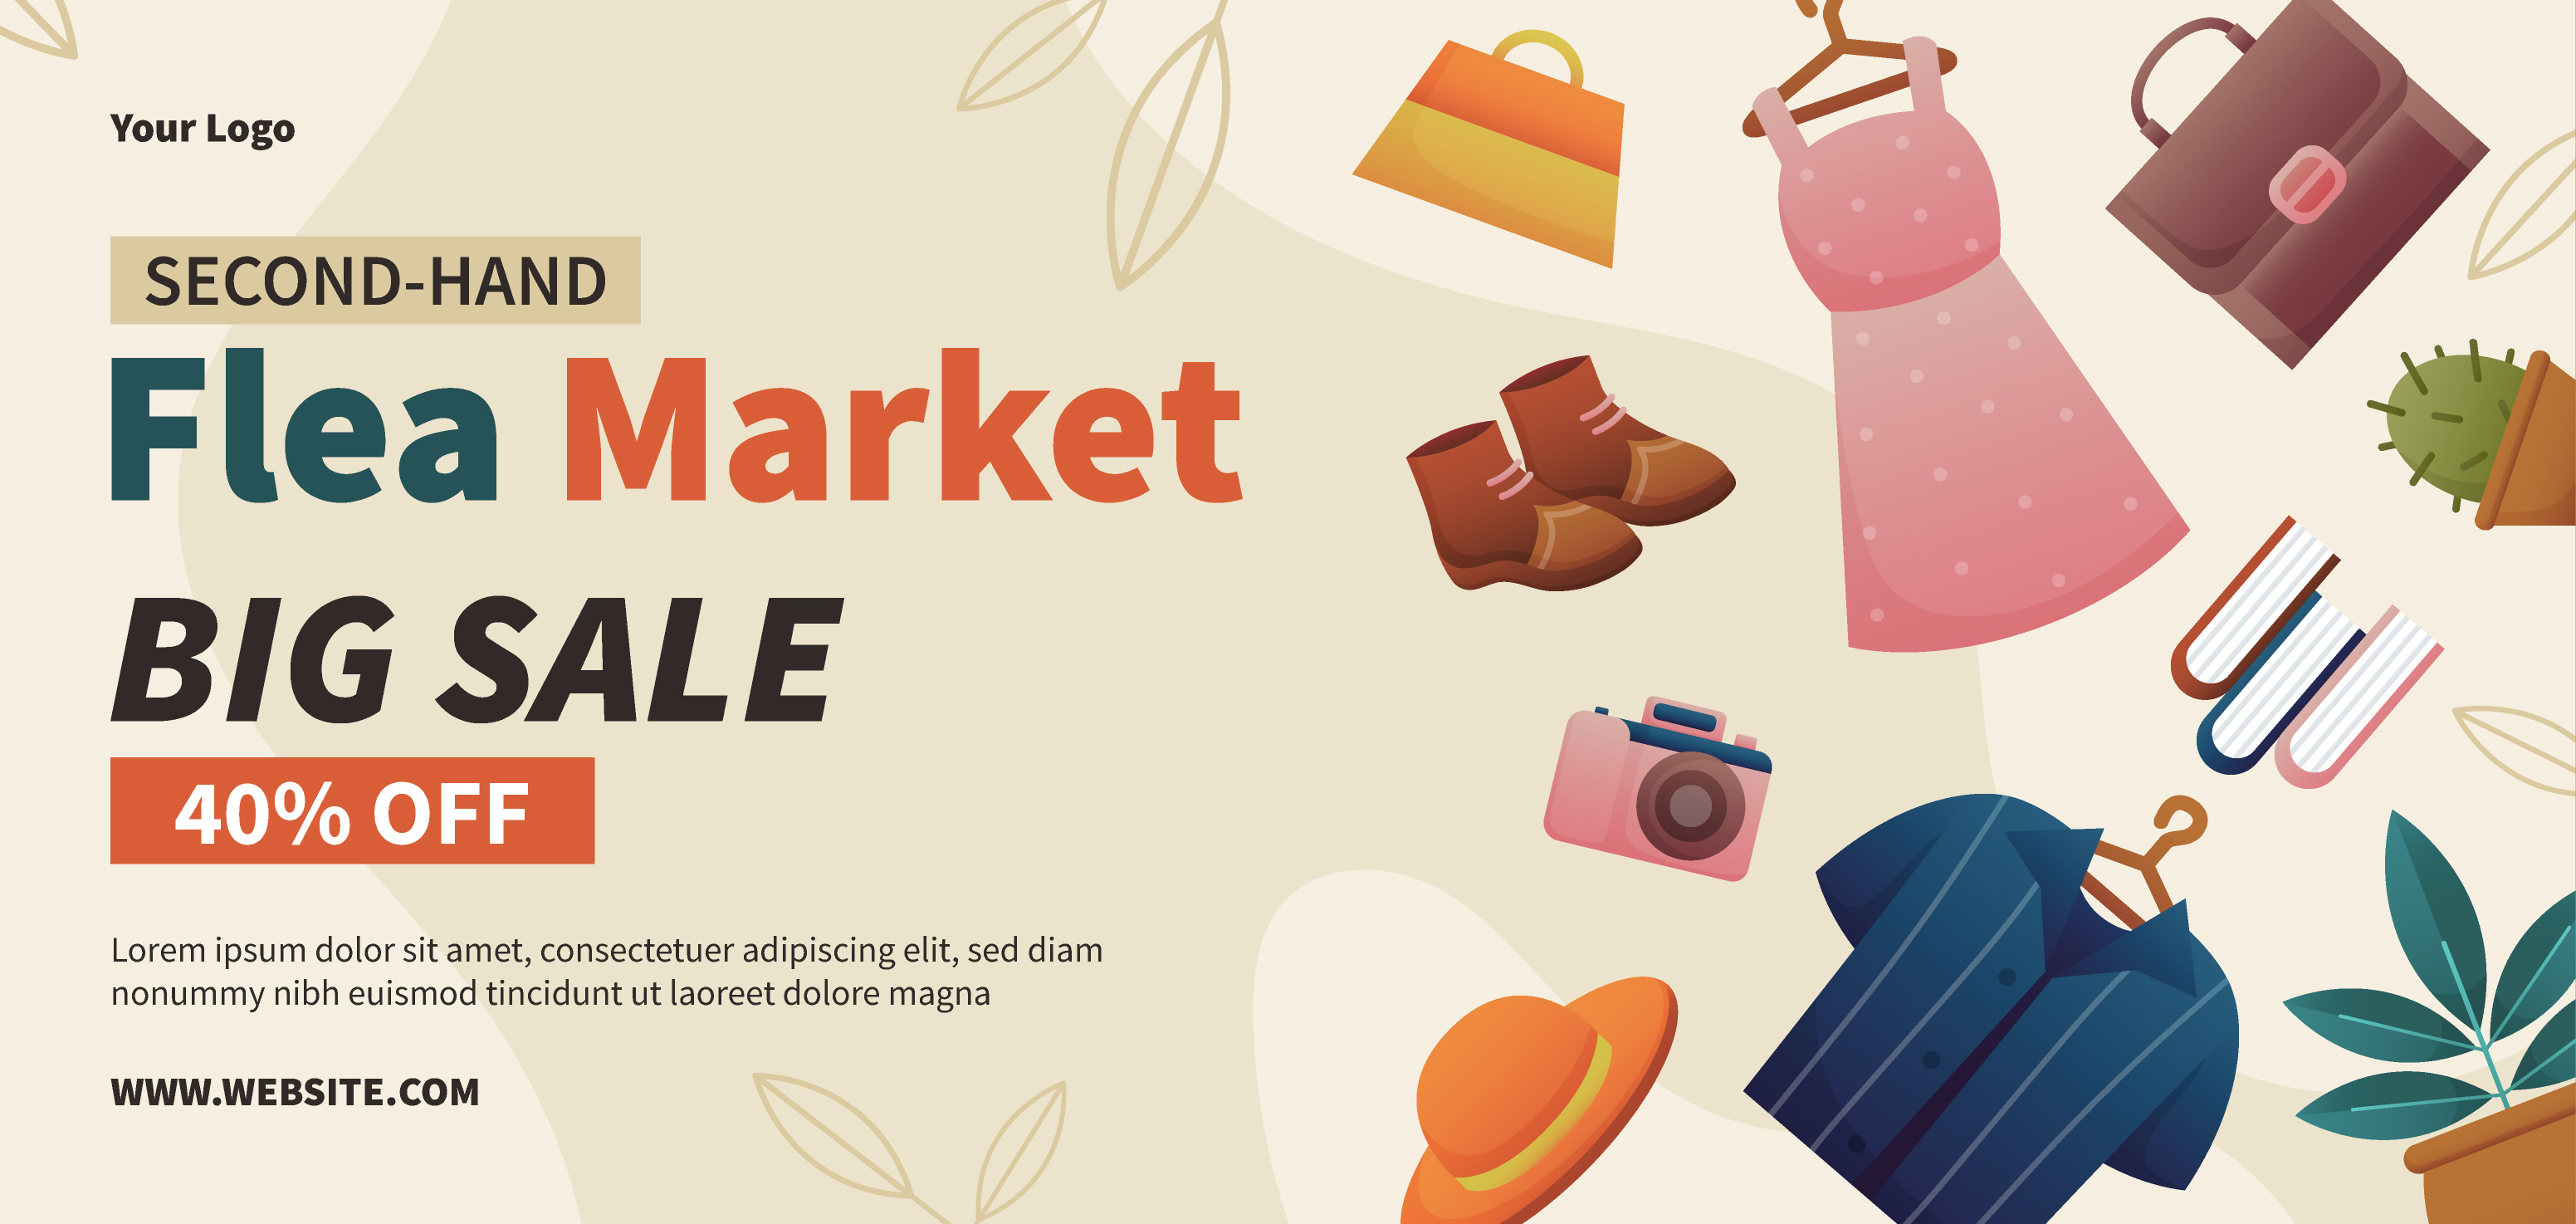 Your Logo
SECOND-HAND
Flea Market
BIG SALE
40% OFF
Lorem ipsum dolor sit amet, consectetuer adipiscing elit, sed diam
nonummy nibh euismod tincidunt ut laoreet dolore magna
WWW.WEBSITE.COM